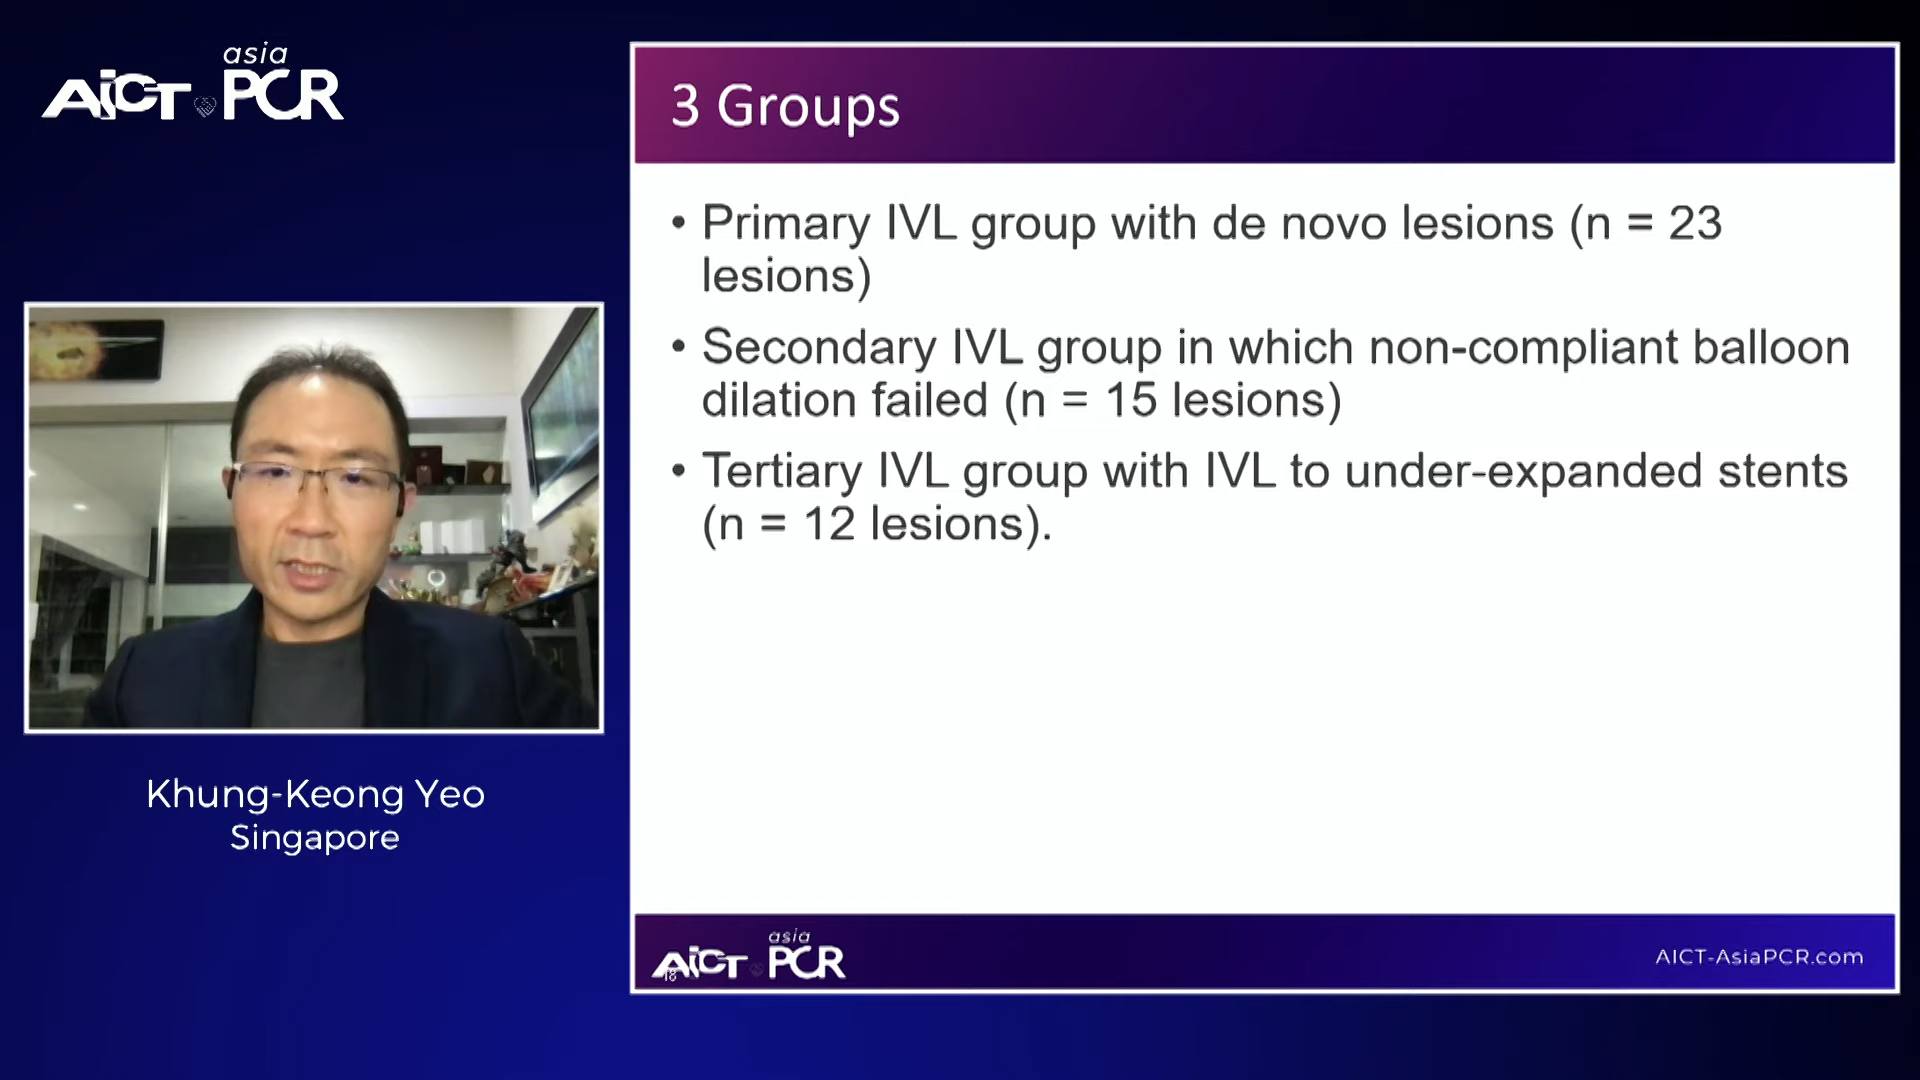 asia
AICT PCR
3 Groups
• Primary IVL group with de novo lesions (n = 23
lesions)
• Secondary IVL group in which non-compliant balloon
dilation failed (n = 15 lesions)
• Tertiary IVL group with IVL to under-expanded stents
(n = 12 lesions).
Khung-Keong Yeo
Singapore
asia
AICT PCR
18
AICT-AsiaPCR.com